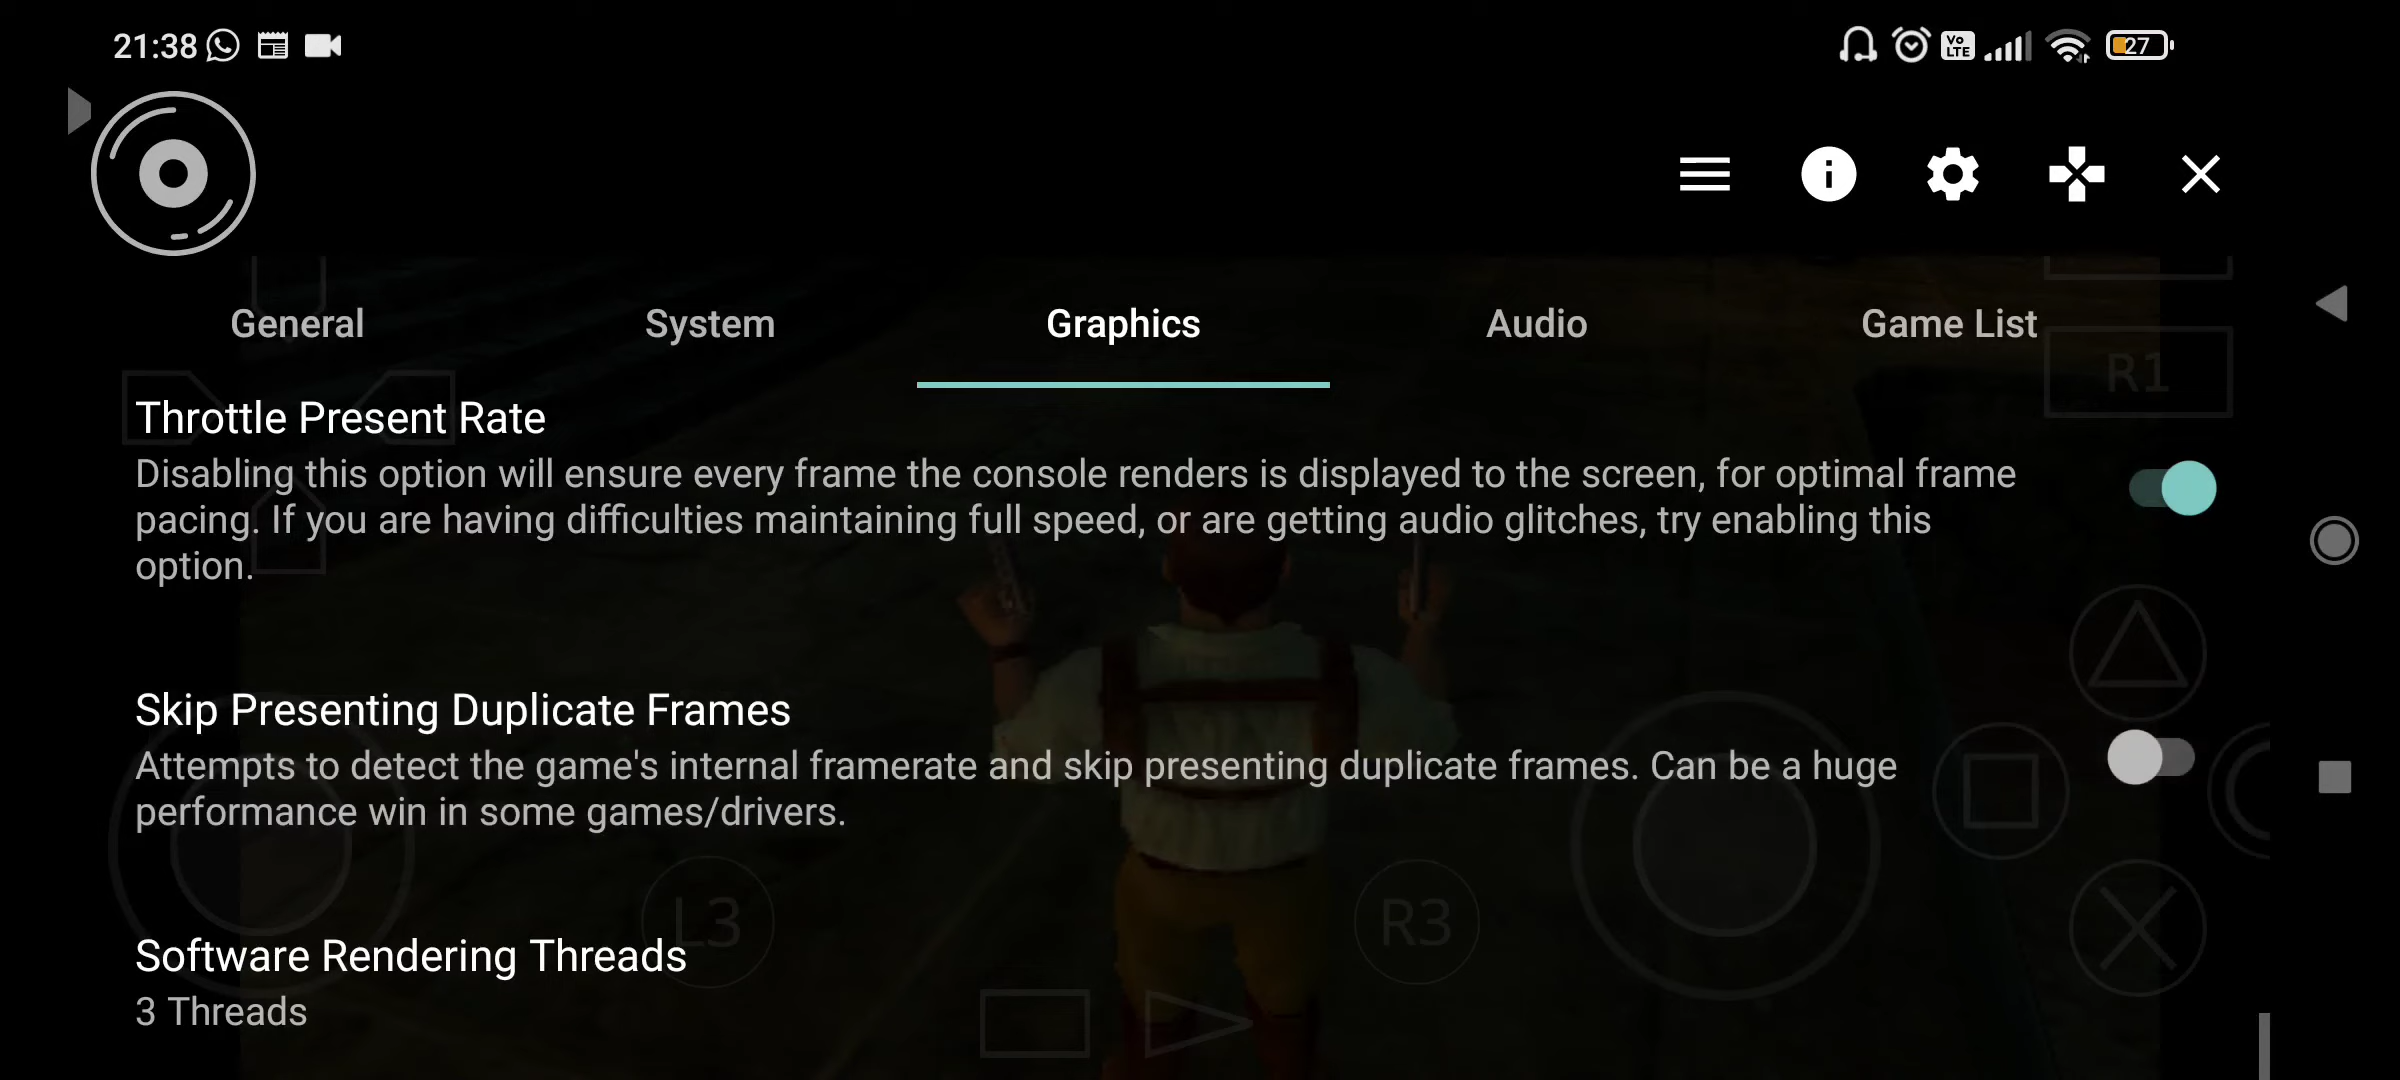 21:38
Vo LTE
27
General System Graphics Audio Game List
R1
Throttle Present Rate
Disabling this option will ensure every frame the console renders is displayed to the screen, for optimal frame
pacing. If you are having difficulties maintaining full speed, or are getting audio glitches, try enabling this
option.
Skip Presenting Duplicate Frames
Attempts to detect the game's internal framerate and skip presenting duplicate frames. Can be a huge
performance win in some games/drivers.
L3
R3
Software Rendering Threads
3 Threads